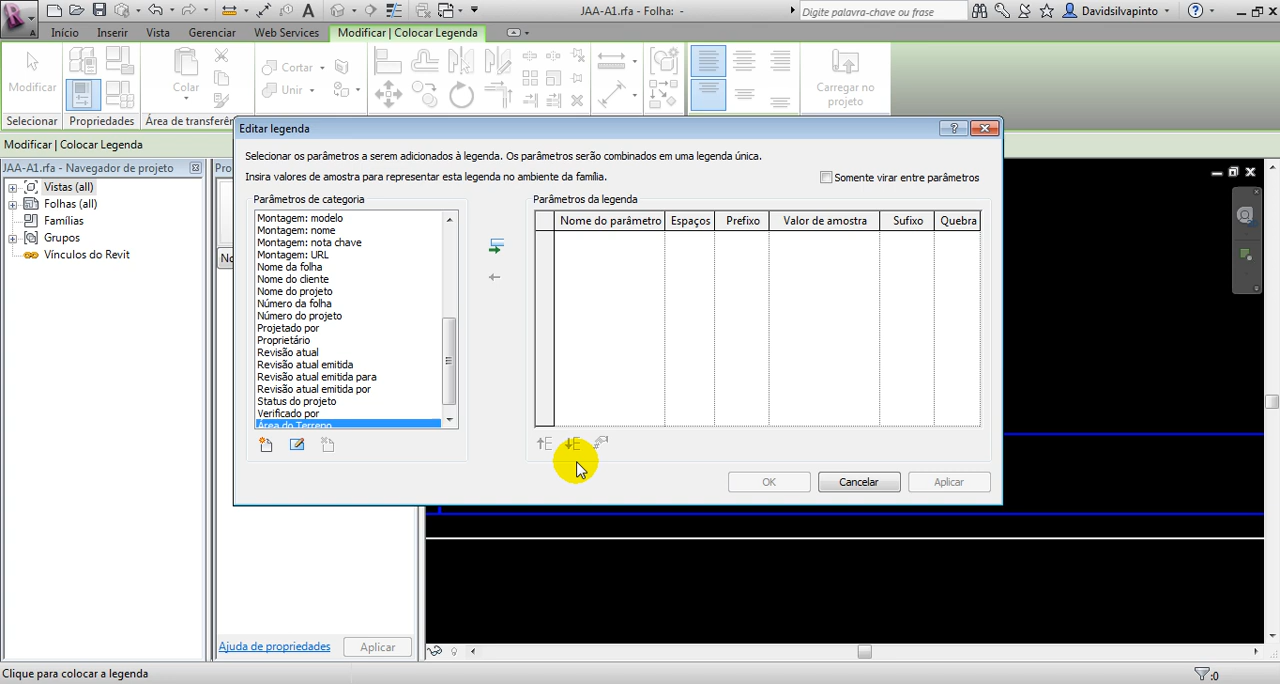 JAA-A1.rfa - Folha: -
Digite palavra-chave ou frase
Davidsilvapinto
Início Inserir Vista Gerenciar Web Services Modificar | Colocar Legenda
Modificar
Colar
Cortar
Unir
Carregar no
projeto
Selecionar Propriedades Área de transferên
Modificar | Colocar Legenda
JAA-A1.rfa - Navegador de projeto
Vistas (all)
Folhas (all)
Famílias
Grupos
Vínculos do Revit
Pro
No
Editar legenda
Selecionar os parâmetros a serem adicionados à legenda. Os parâmetros serão combinados em uma legenda única.
Insira valores de amostra para representar esta legenda no ambiente da família.
Somente virar entre parâmetros
Parâmetros de categoria
Montagem: modelo
Montagem: nome
Montagem: nota chave
Montagem: URL
Nome da folha
Nome do cliente
Nome do projeto
Número da folha
Número do projeto
Projetado por
Proprietário
Revisão atual
Revisão atual emitida
Revisão atual emitida para
Revisão atual emitida por
Status do projeto
Verificado por
Área do Terreno
Parâmetros da legenda
Nome do parâmetro Espaços Prefixo Valor de amostra Sufixo Quebra
OK Cancelar Aplicar
Ajuda de propriedades Aplicar
Clique para colocar a legenda
:0